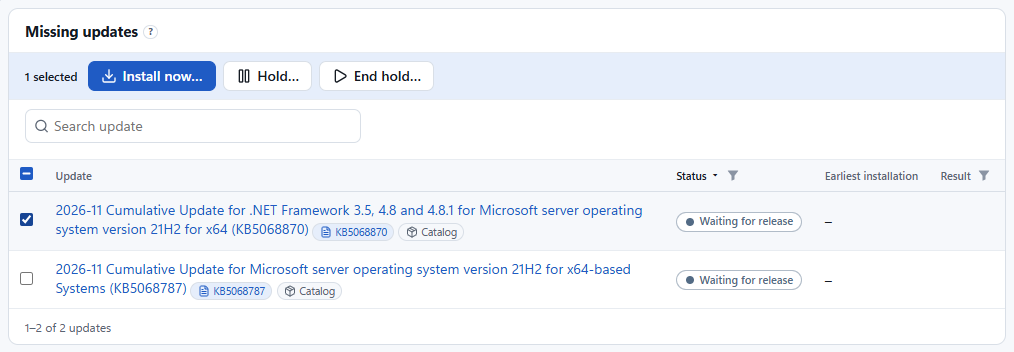 Missing updates ?
1 selected Install now... Hold... End hold...
Search update
Update Status Earliest installation Result
2026-11 Cumulative Update for .NET Framework 3.5, 4.8 and 4.8.1 for Microsoft server operating
system version 21H2 for x64 (KB5068870) KB5068870 Catalog
Waiting for release –
2026-11 Cumulative Update for Microsoft server operating system version 21H2 for x64-based
Systems (KB5068787) KB5068787 Catalog
Waiting for release –
1–2 of 2 updates